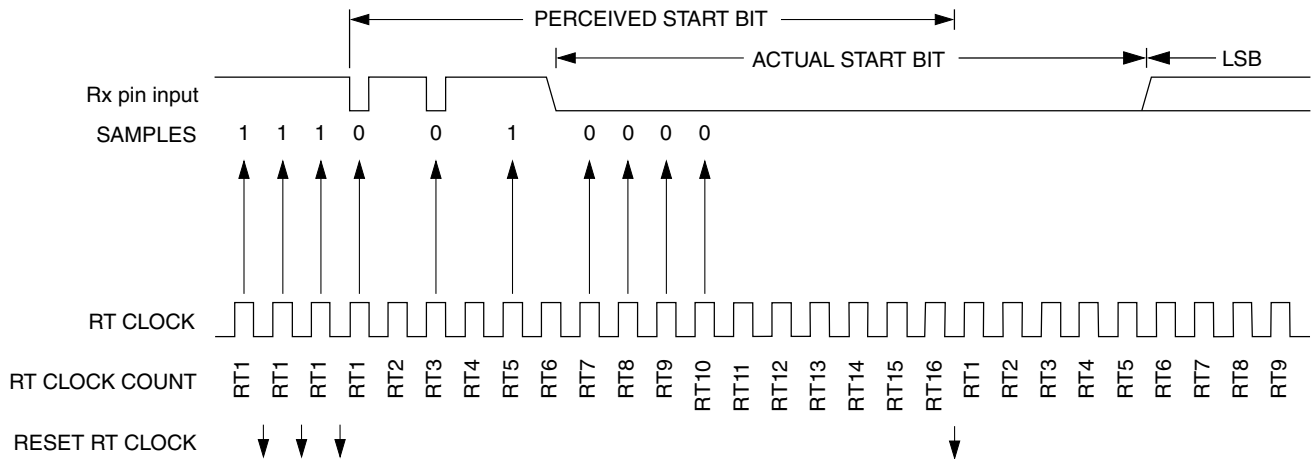 PERCEIVED START BIT
ACTUAL START BIT
LSB
Rx pin input
SAMPLES 1 1 1 0 0 1 0 0 0 0
RT CLOCK
RT CLOCK COUNT RT1 RT1 RT1 RT1 RT2 RT3 RT4 RT5 RT6 RT7 RT8 RT9 RT10 RT11 RT12 RT13 RT14 RT15 RT16 RT1 RT2 RT3 RT4 RT5 RT6 RT7 RT8 RT9
RESET RT CLOCK